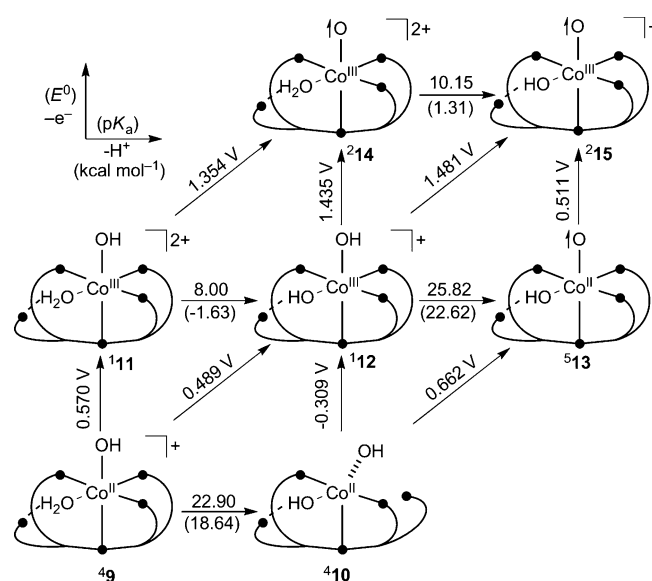 •O
]2+
H₂O
Coᴵᴵᴵ
²14
10.15
(1.31)
•O
]+
HO
Coᴵᴵᴵ
²15
(E⁰)
–e⁻
(pKₐ)
-H⁺
(kcal mol⁻¹)
1.354 V
1.435 V
1.481 V
0.511 V
OH
]2+
H₂O
Coᴵᴵᴵ
¹11
8.00
(-1.63)
OH
]+
HO
Coᴵᴵᴵ
¹12
25.82
(22.62)
O
HO
Coᴵᴵ
⁵13
0.570 V
0.489 V
-0.309 V
0.662 V
OH
]+
H₂O
Coᴵᴵ
⁴9
22.90
(18.64)
OH
HO
Coᴵᴵ
⁴10